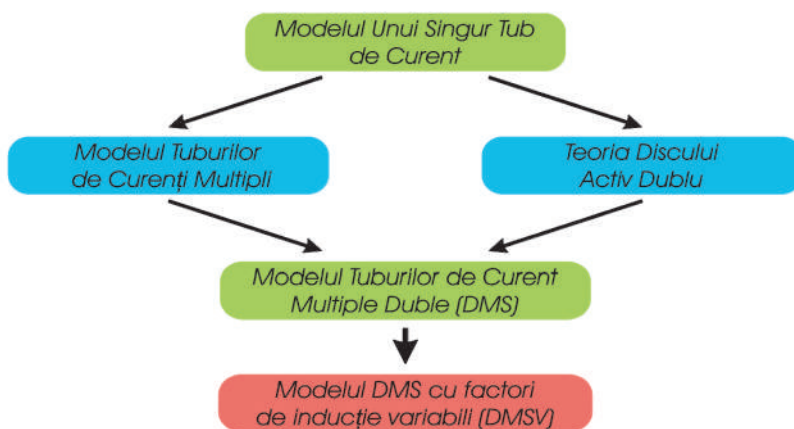 Modelul Unui Singur Tub
de Curent
Modelul Tuburilor
de Curenți Multipli
Teoria Discului
Activ Dublu
Modelul Tuburilor de Curent
Multiple Duble (DMS)
Modelul DMS cu factori
de inducție variabili (DMSV)